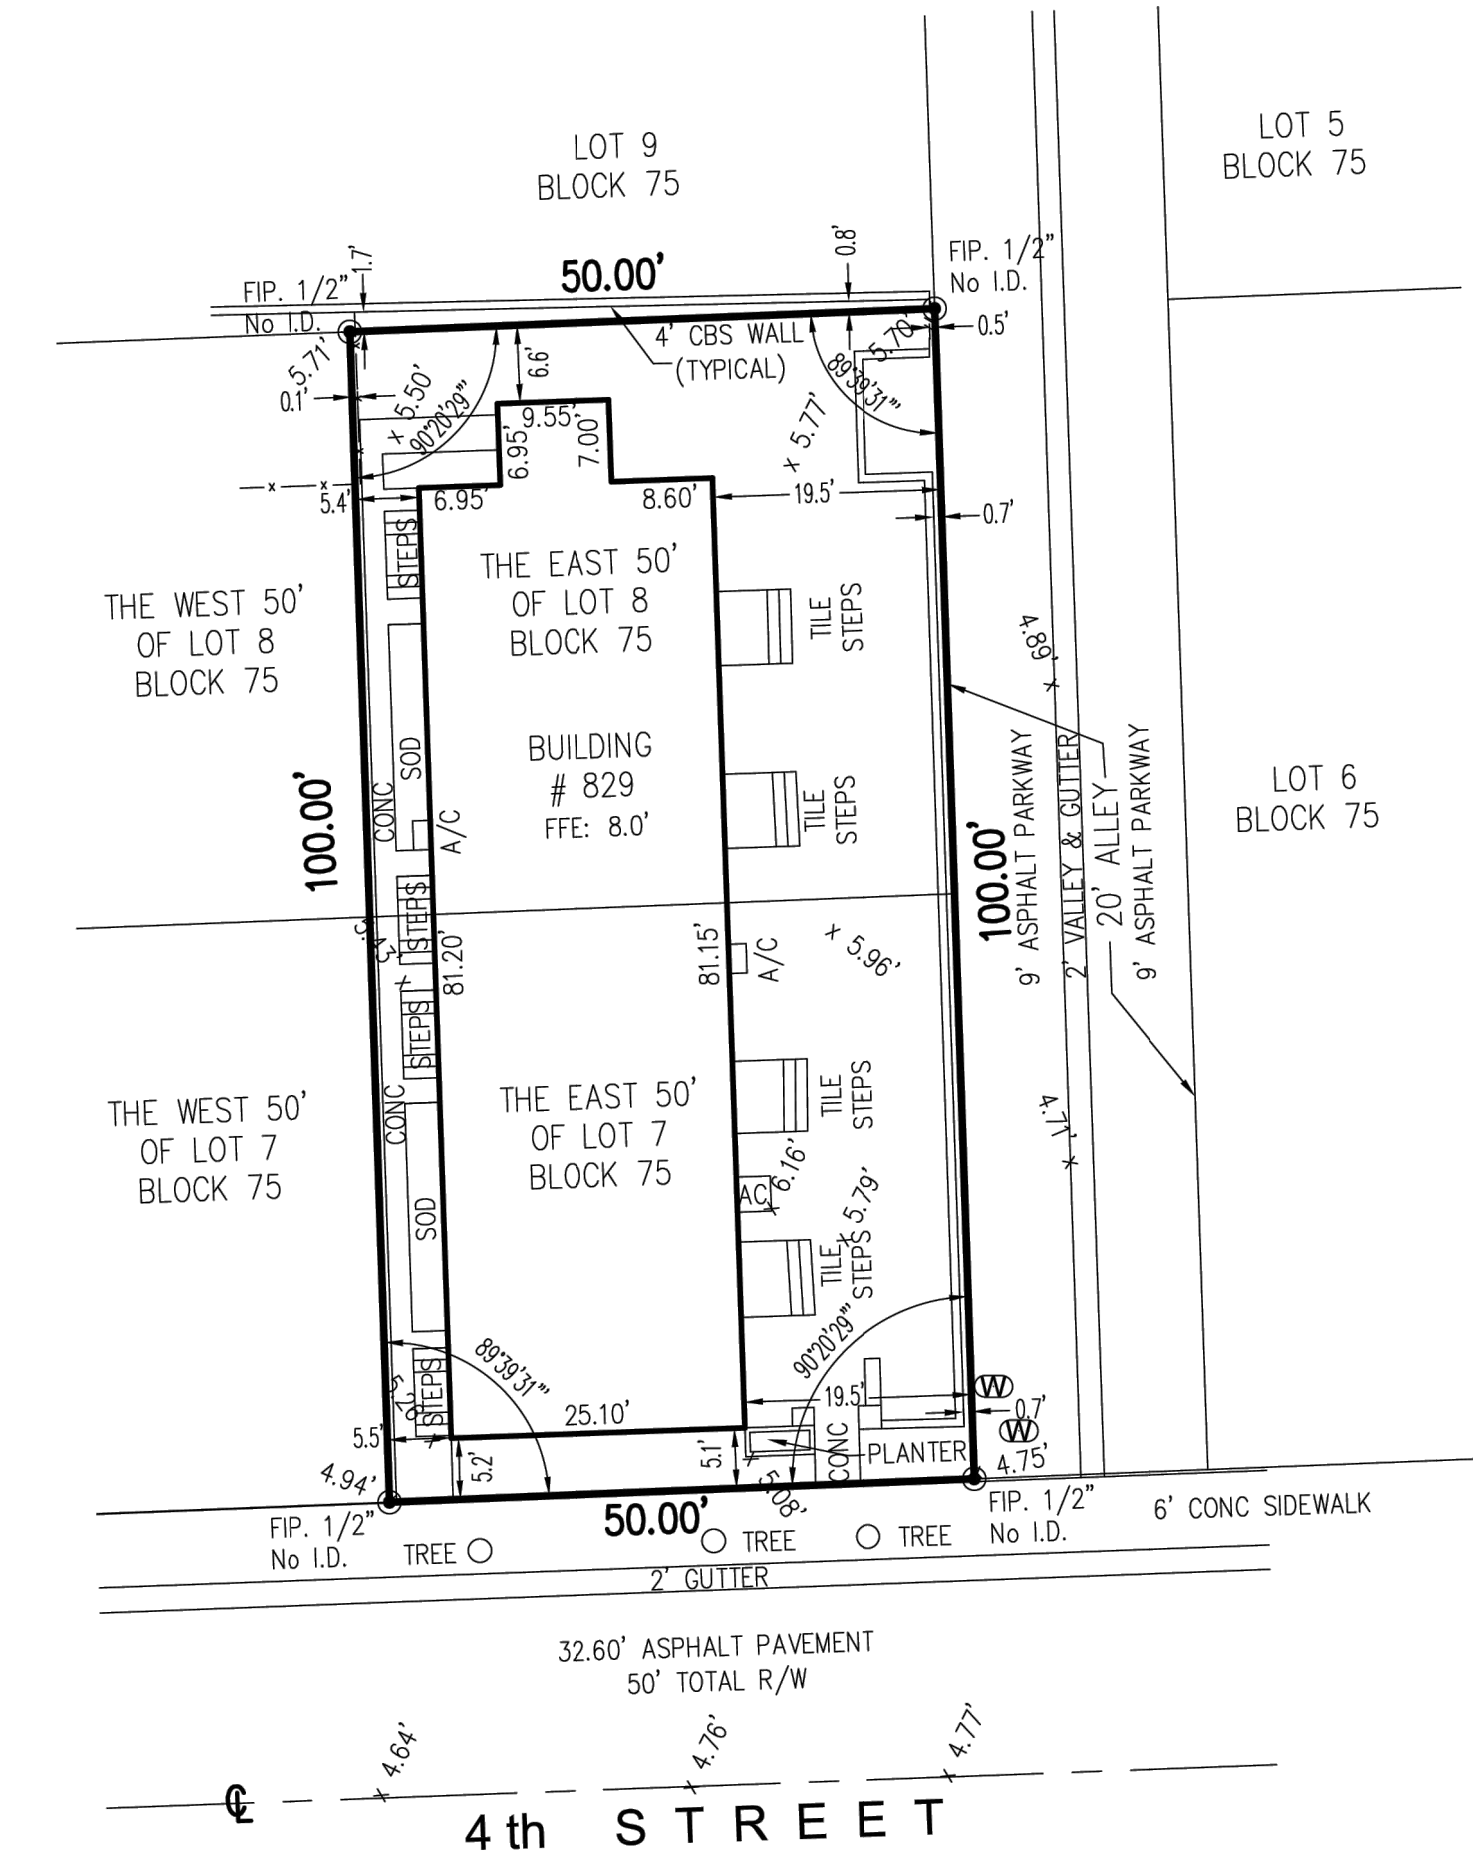 LOT 9
BLOCK 75
LOT 5
BLOCK 75
FIP. 1/2"
No I.D.
1.7'
50.00'
0.8'
FIP. 1/2"
No I.D.
4' CBS WALL
(TYPICAL)
5.71'
0.1'
5.50'
90°20'29"'
6.6'
9.55'
6.95'
7.00'
5.77'
89°39'31"'
5.70'
0.5'
5.4'
6.95'
8.60'
19.5'
0.7'
STEPS
THE WEST 50'
OF LOT 8
BLOCK 75
THE EAST 50'
OF LOT 8
BLOCK 75
TILE
STEPS
4.89'
SOD
CONC
BUILDING
# 829
FFE: 8.0'
A/C
TILE
STEPS
100.00'
100.00'
9' ASPHALT PARKWAY
2' VALLEY & GUTTER
20' ALLEY
9' ASPHALT PARKWAY
LOT 6
BLOCK 75
STEPS
81.20'
81.15'
A/C
5.96'
STEPS
CONC
THE WEST 50'
OF LOT 7
BLOCK 75
THE EAST 50'
OF LOT 7
BLOCK 75
TILE
STEPS
4.71'
AC
6.16'
5.79'
SOD
TILE
STEPS
89°39'31"'
90°20'29"'
STEPS
25.10'
19.5'
0.7'
W
W
5.5'
5.2'
5.1'
CONC
PLANTER
4.94'
5.08'
4.75'
FIP. 1/2"
No I.D.
50.00'
FIP. 1/2"
No I.D.
6' CONC SIDEWALK
TREE
TREE
TREE
2' GUTTER
32.60' ASPHALT PAVEMENT
50' TOTAL R/W
4.64'
4.76'
4.77'
CL
4th STREET